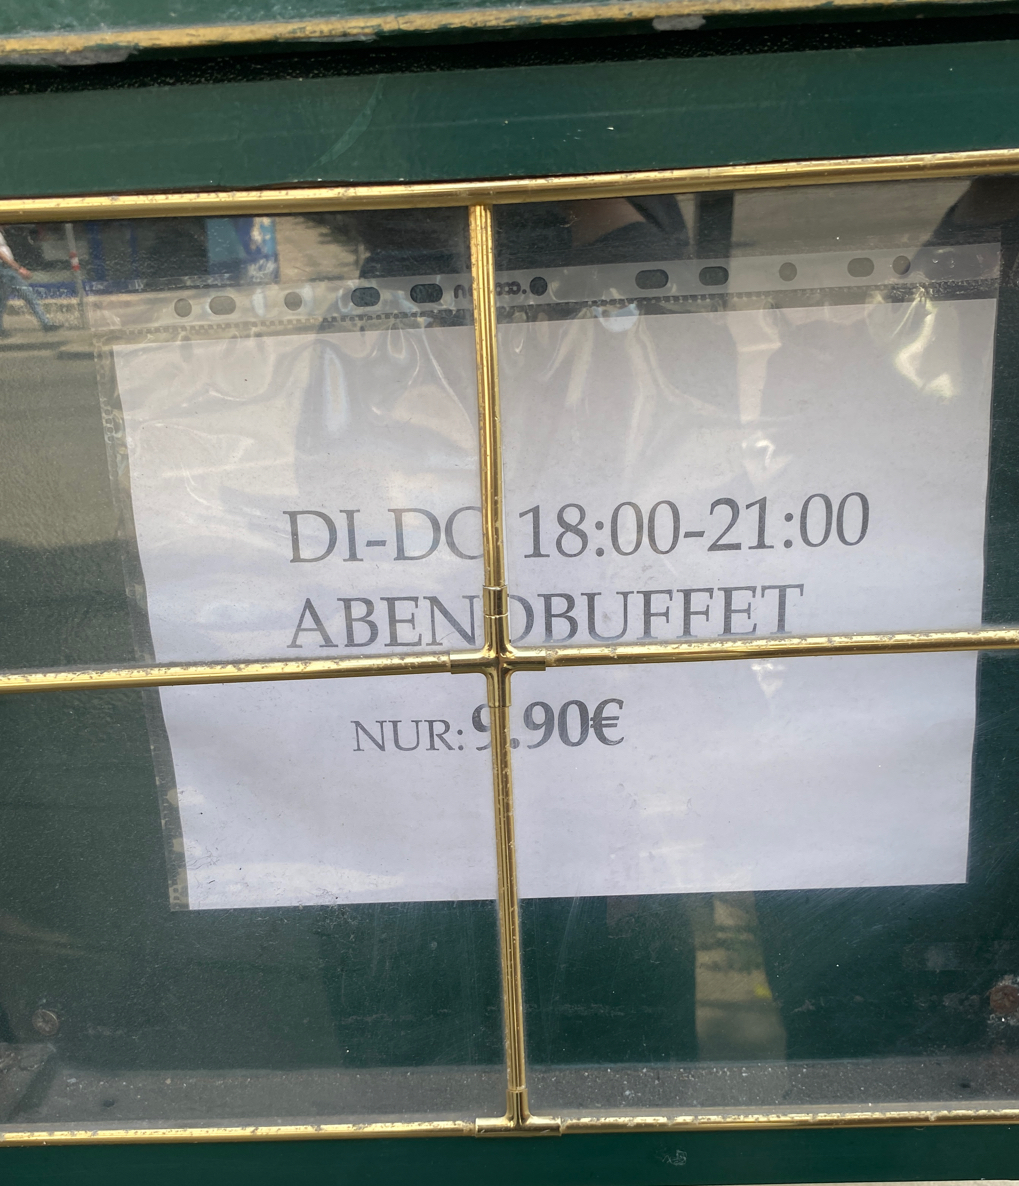 DI-DO 18:00-21:00
ABENDBUFFET
NUR: 9.90€